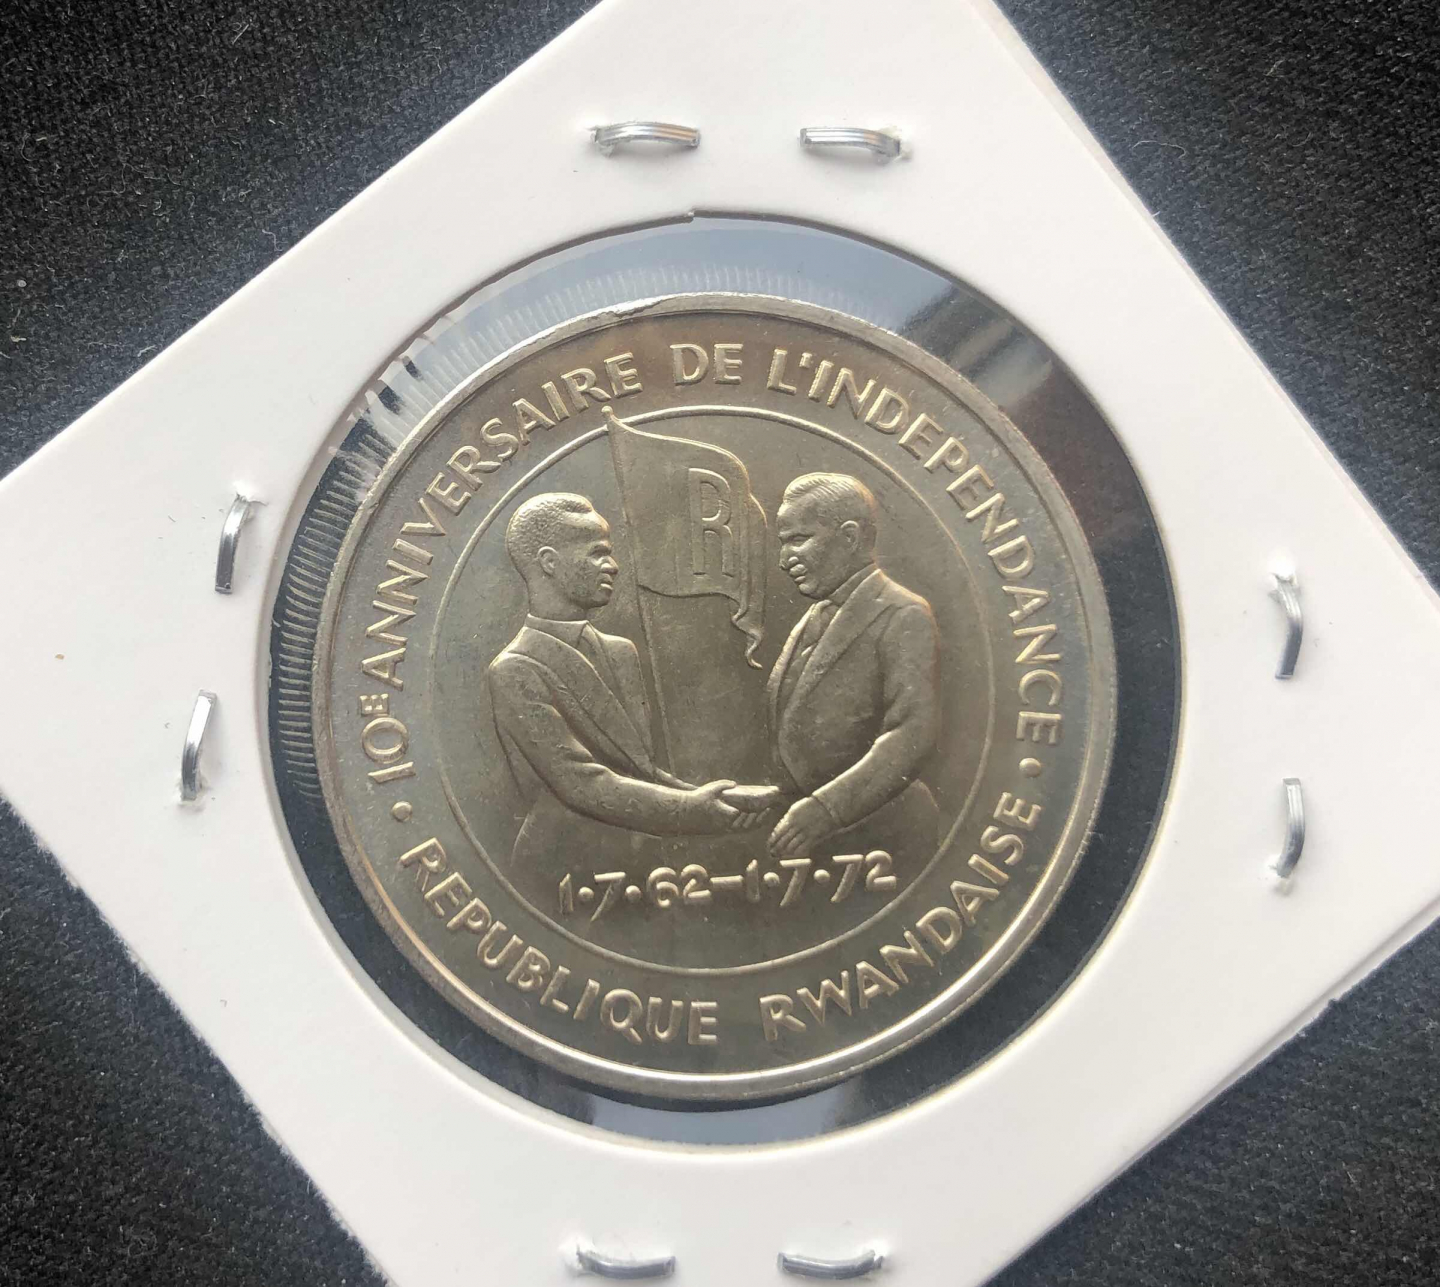 10E ANNIVERSAIRE DE L'INDEPENDANCE
R
1•7•62–1•7•72
• REPUBLIQUE RWANDAISE •